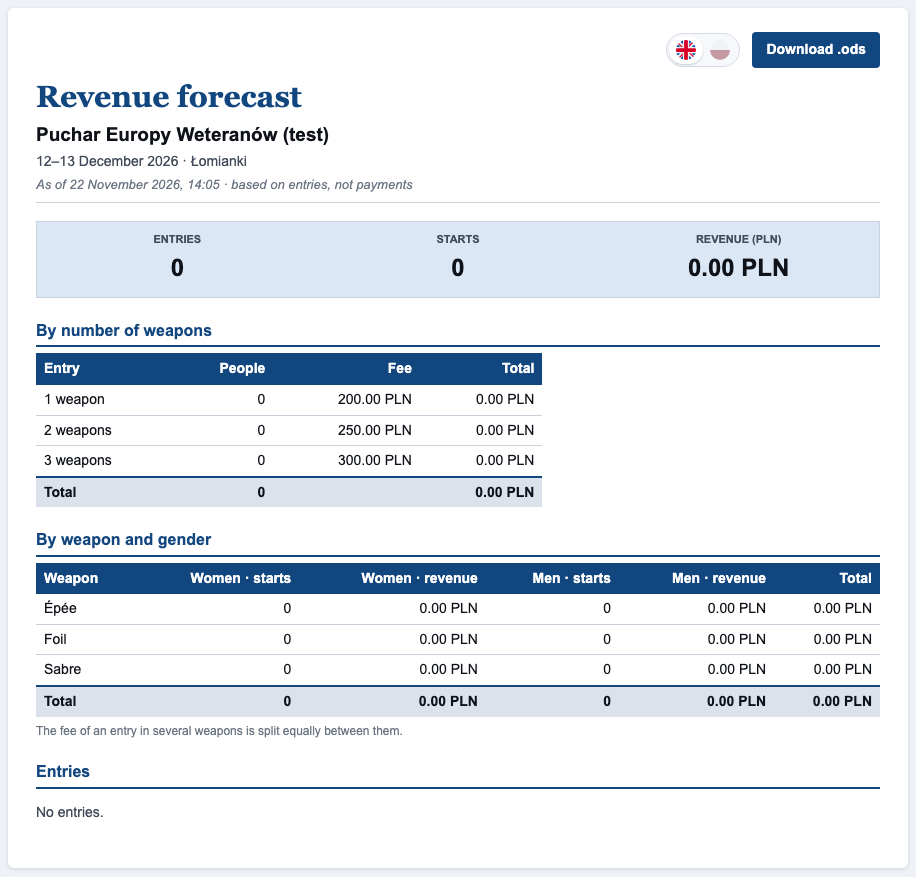 Download .ods
Revenue forecast
Puchar Europy Weteranów (test)
12–13 December 2026 · Łomianki
As of 22 November 2026, 14:05 · based on entries, not payments
ENTRIES STARTS REVENUE (PLN)
0 0 0.00 PLN
By number of weapons
Entry People Fee Total
1 weapon 0 200.00 PLN 0.00 PLN
2 weapons 0 250.00 PLN 0.00 PLN
3 weapons 0 300.00 PLN 0.00 PLN
Total 0 0.00 PLN
By weapon and gender
Weapon Women · starts Women · revenue Men · starts Men · revenue Total
Épée 0 0.00 PLN 0 0.00 PLN 0.00 PLN
Foil 0 0.00 PLN 0 0.00 PLN 0.00 PLN
Sabre 0 0.00 PLN 0 0.00 PLN 0.00 PLN
Total 0 0.00 PLN 0 0.00 PLN 0.00 PLN
The fee of an entry in several weapons is split equally between them.
Entries
No entries.